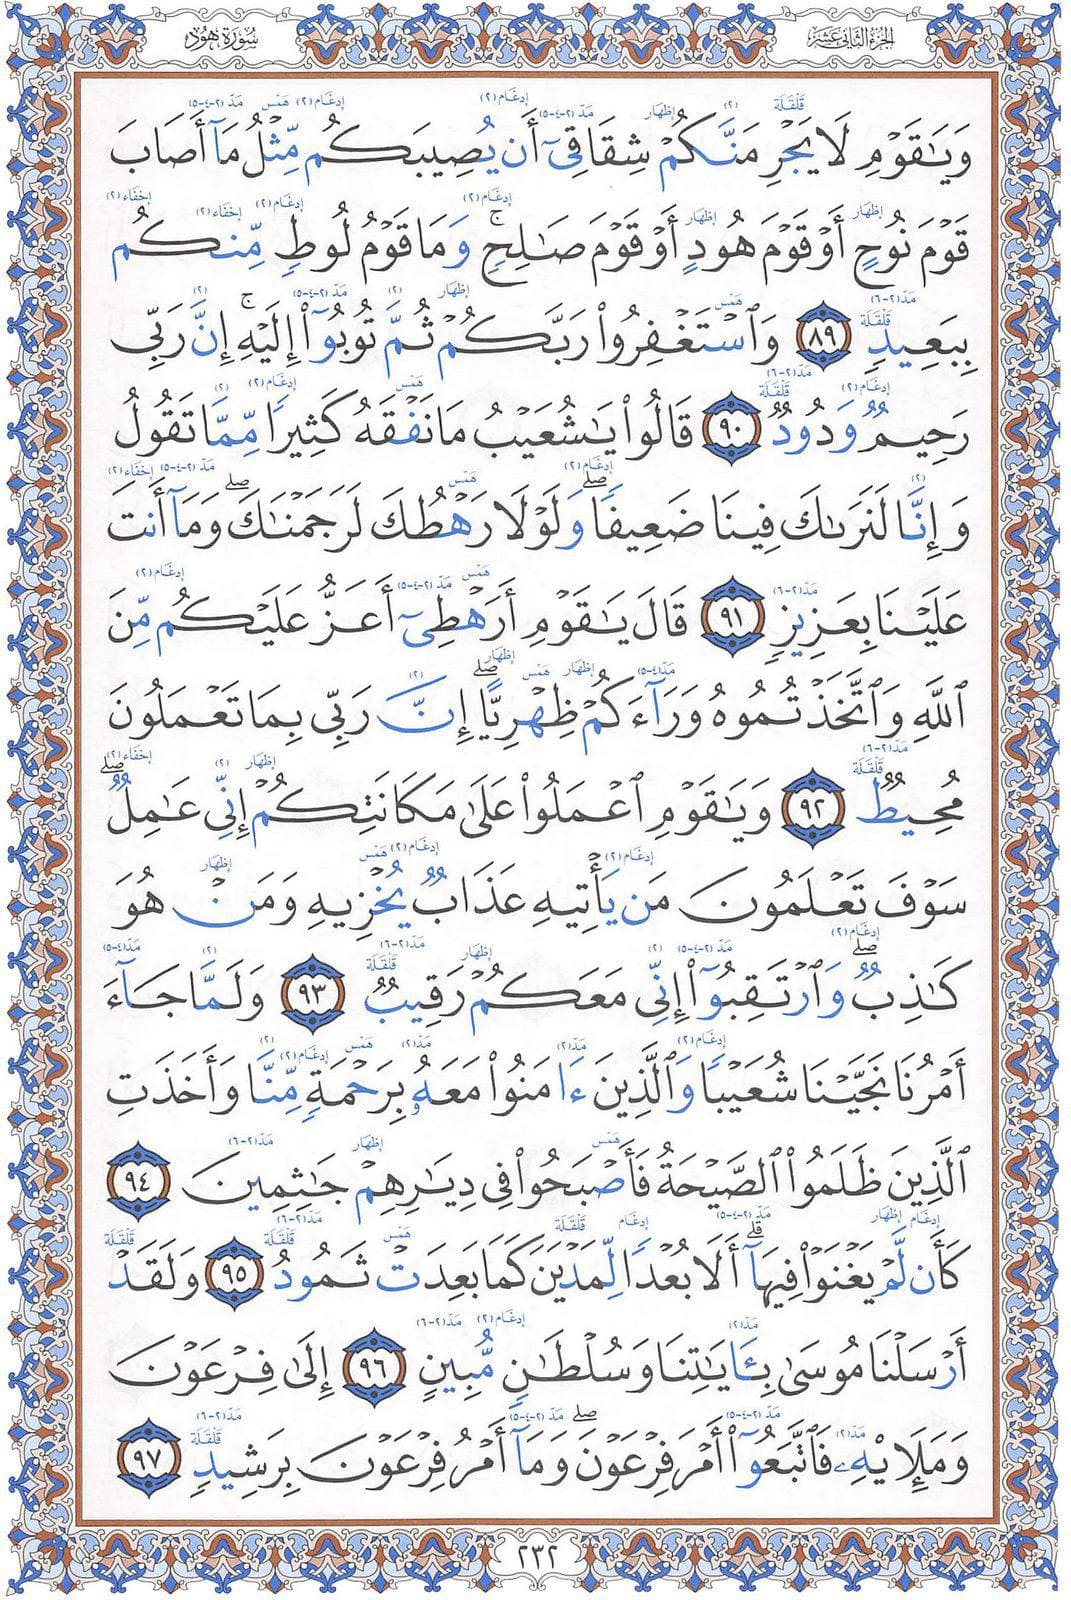 الجزء الثانى عشر
سورة هود
وَيَٰقَوْمِ لَا يَجْرِمَنَّكُمْ شِقَاقِىٓ أَن يُصِيبَكُم مِّثْلُ مَآ أَصَابَ
قَوْمَ نُوحٍ أَوْ قَوْمَ هُودٍ أَوْ قَوْمَ صَٰلِحٍ ۚ وَمَا قَوْمُ لُوطٍ مِّنكُم
بِبَعِيدٍ ٨٩ وَٱسْتَغْفِرُوا۟ رَبَّكُمْ ثُمَّ تُوبُوٓا۟ إِلَيْهِ ۚ إِنَّ رَبِّى
رَحِيمٌ وَدُودٌ ٩٠ قَالُوا۟ يَٰشُعَيْبُ مَا نَفْقَهُ كَثِيرًا مِّمَّا تَقُولُ
وَإِنَّا لَنَرَىٰكَ فِينَا ضَعِيفًا ۖ وَلَوْلَا رَهْطُكَ لَرَجَمْنَٰكَ ۖ وَمَآ أَنتَ
عَلَيْنَا بِعَزِيزٍ ٩١ قَالَ يَٰقَوْمِ أَرَهْطِىٓ أَعَزُّ عَلَيْكُم مِّنَ
ٱللَّهِ وَٱتَّخَذْتُمُوهُ وَرَآءَكُمْ ظِهْرِيًّا ۖ إِنَّ رَبِّى بِمَا تَعْمَلُونَ
مُحِيطٌ ٩٢ وَيَٰقَوْمِ ٱعْمَلُوا۟ عَلَىٰ مَكَانَتِكُمْ إِنِّى عَٰمِلٌ ۖ
سَوْفَ تَعْلَمُونَ مَن يَأْتِيهِ عَذَابٌ يُخْزِيهِ وَمَنْ هُوَ
كَٰذِبٌ ۖ وَٱرْتَقِبُوٓا۟ إِنِّى مَعَكُمْ رَقِيبٌ ٩٣ وَلَمَّا جَآءَ
أَمْرُنَا نَجَّيْنَا شُعَيْبًا وَٱلَّذِينَ ءَامَنُوا۟ مَعَهُۥ بِرَحْمَةٍ مِّنَّا وَأَخَذَتِ
ٱلَّذِينَ ظَلَمُوا۟ ٱلصَّيْحَةُ فَأَصْبَحُوا۟ فِى دِيَٰرِهِمْ جَٰثِمِينَ ٩٤
كَأَن لَّمْ يَغْنَوْا۟ فِيهَآ ۗ أَلَا بُعْدًا لِّمَدْيَنَ كَمَا بَعِدَتْ ثَمُودُ ٩٥ وَلَقَدْ
أَرْسَلْنَا مُوسَىٰ بِـَٔايَٰتِنَا وَسُلْطَٰنٍ مُّبِينٍ ٩٦ إِلَىٰ فِرْعَوْنَ
وَمَلَإِي۟هِۦ فَٱتَّبَعُوٓا۟ أَمْرَ فِرْعَوْنَ ۖ وَمَآ أَمْرُ فِرْعَوْنَ بِرَشِيدٍ ٩٧
٢٣٢